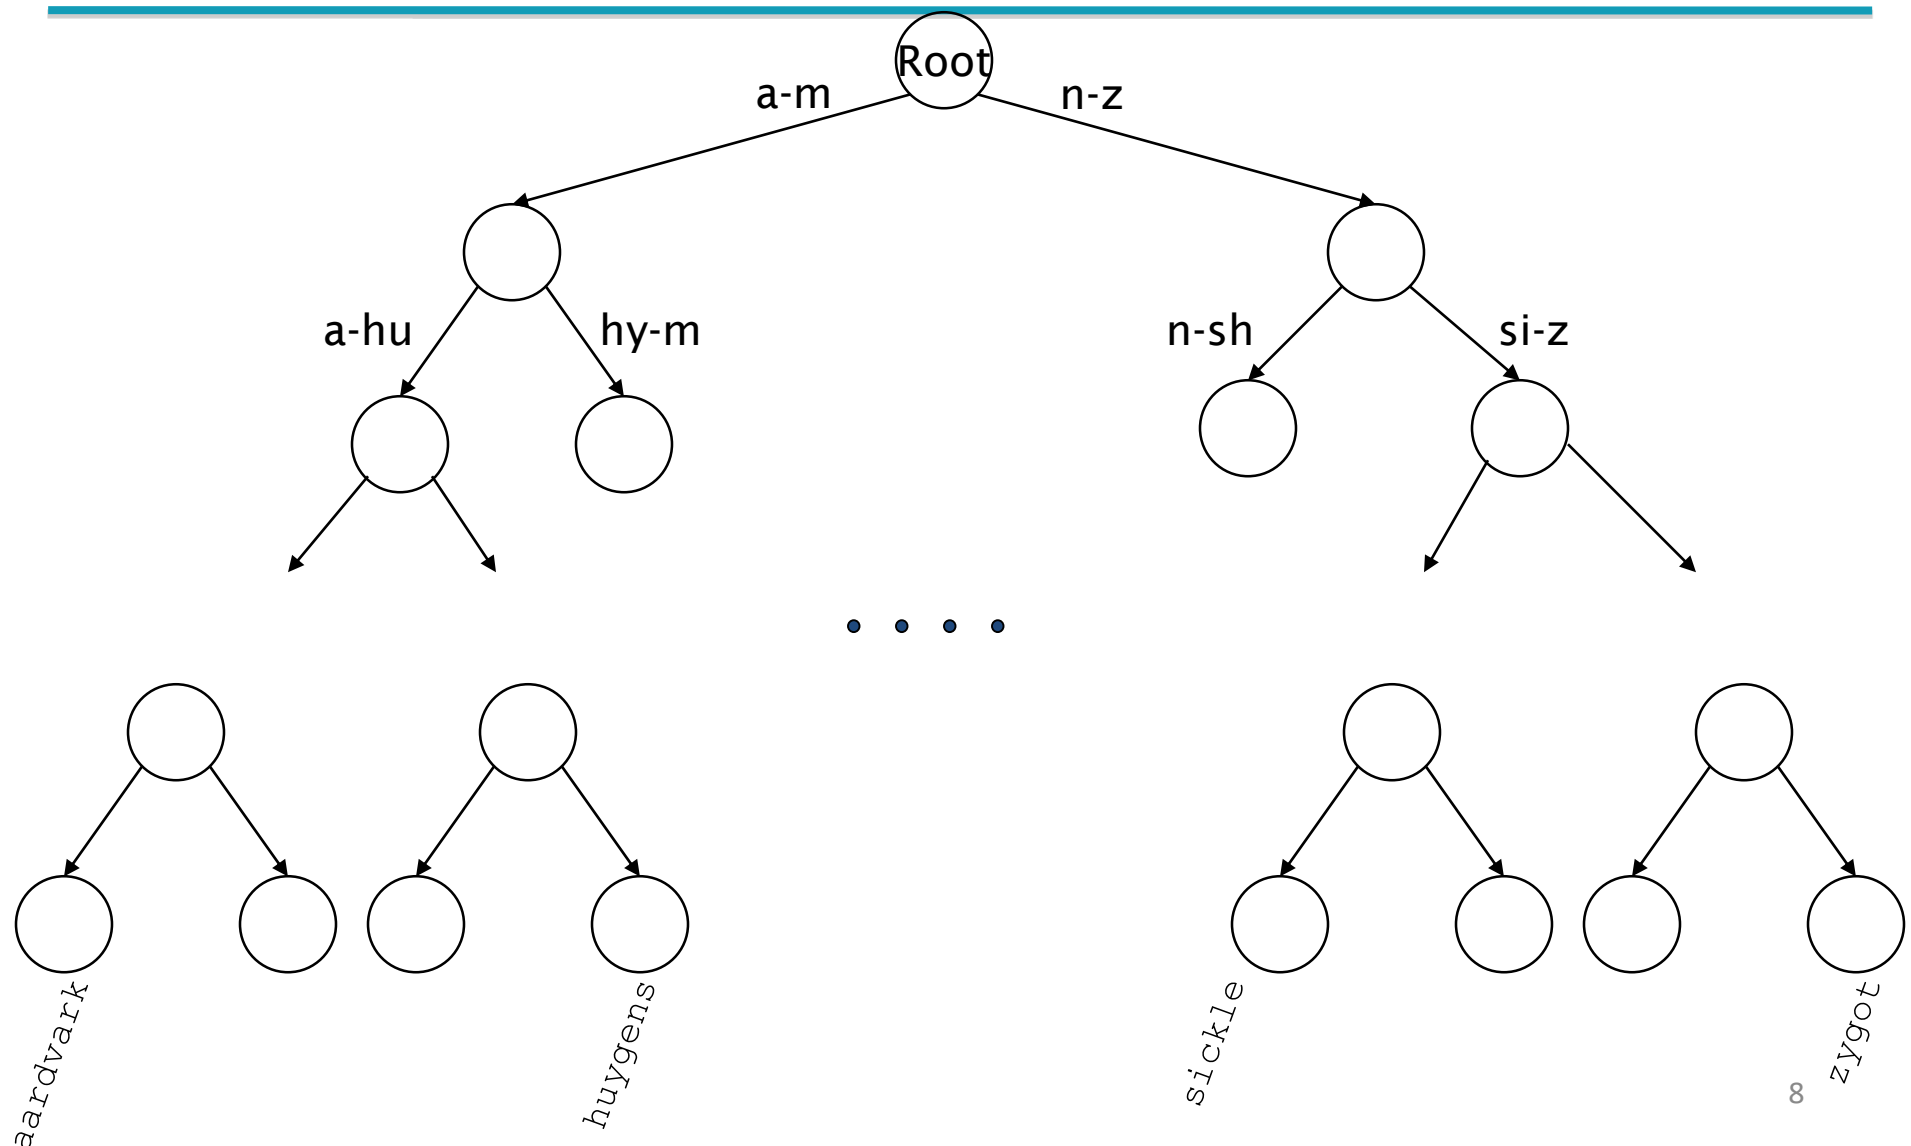 Root
a-m
n-z
a-hu
hy-m
n-sh
si-z
aardvark
huygens
sickle
zygot
8